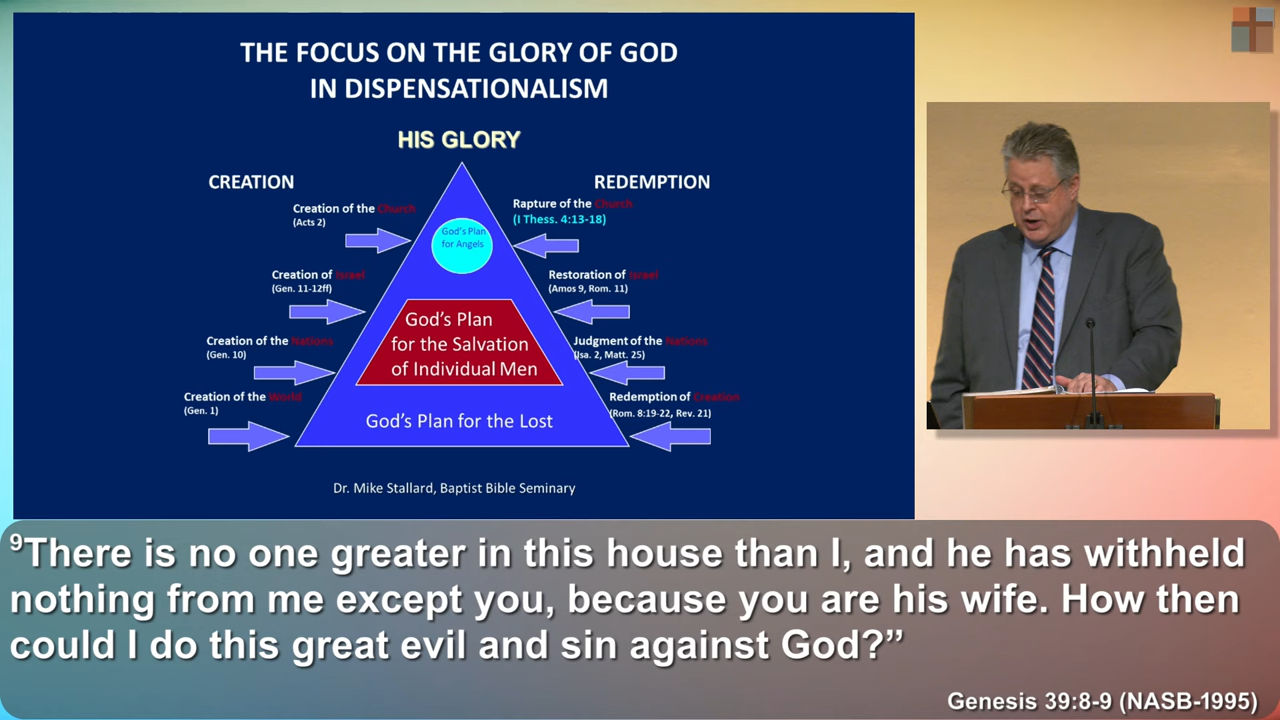 THE FOCUS ON THE GLORY OF GOD
IN DISPENSATIONALISM
HIS GLORY
CREATION
REDEMPTION
Creation of the Church
(Acts 2)
Rapture of the Church
(I Thess. 4:13-18)
God's Plan
for Angels
Creation of Israel
(Gen. 11-12ff)
Restoration of Israel
(Amos 9, Rom. 11)
God's Plan
for the Salvation
of Individual Men
Creation of the Nations
(Gen. 10)
Judgment of the Nations
(Isa. 2, Matt. 25)
Creation of the World
(Gen. 1)
Redemption of Creation
(Rom. 8:19-22, Rev. 21)
God's Plan for the Lost
Dr. Mike Stallard, Baptist Bible Seminary
⁹There is no one greater in this house than I, and he has withheld
nothing from me except you, because you are his wife. How then
could I do this great evil and sin against God?”
Genesis 39:8-9 (NASB-1995)